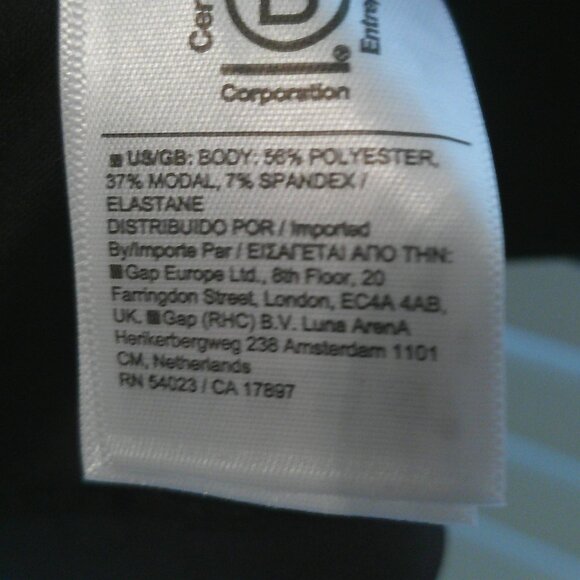 Cer
B
®
Entrep
Corporation
US/GB: BODY: 56% POLYESTER,
37% MODAL, 7% SPANDEX /
ELASTANE
DISTRIBUIDO POR / Imported
By/Importe Par / ΕΙΣΑΓΕΤΑΙ ΑΠΟ ΤΗΝ:
Gap Europe Ltd., 8th Floor, 20
Farringdon Street, London, EC4A 4AB,
UK. Gap (RHC) B.V. Luna ArenA
Herikerbergweg 238 Amsterdam 1101
CM, Netherlands
RN 54023 / CA 17897